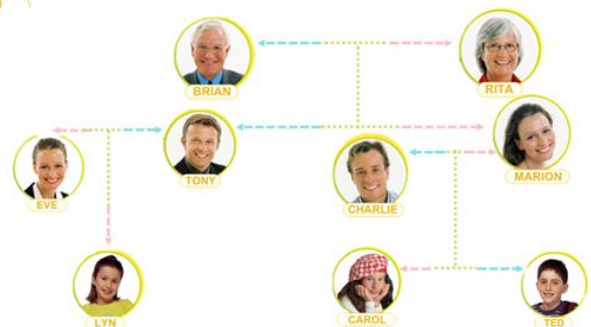 BRIAN
RITA
TONY
MARION
EVE
CHARLIE
LYN
CAROL
TED